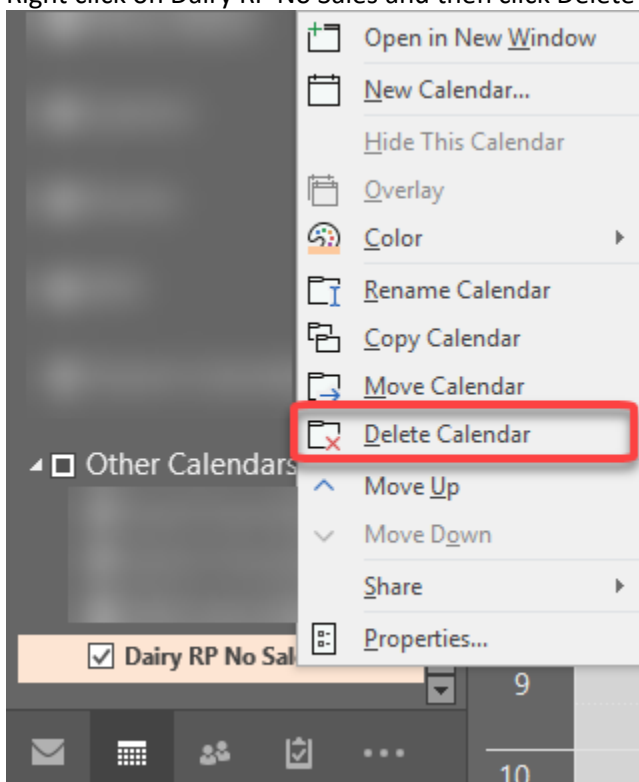 Right click on Dairy RP No Sales and then click Delete
Open in New Window
New Calendar...
Hide This Calendar
Overlay
Color
Rename Calendar
Copy Calendar
Move Calendar
Delete Calendar
Other Calendars
Move Up
Move Down
Share
Properties...
Dairy RP No Sal
9
10